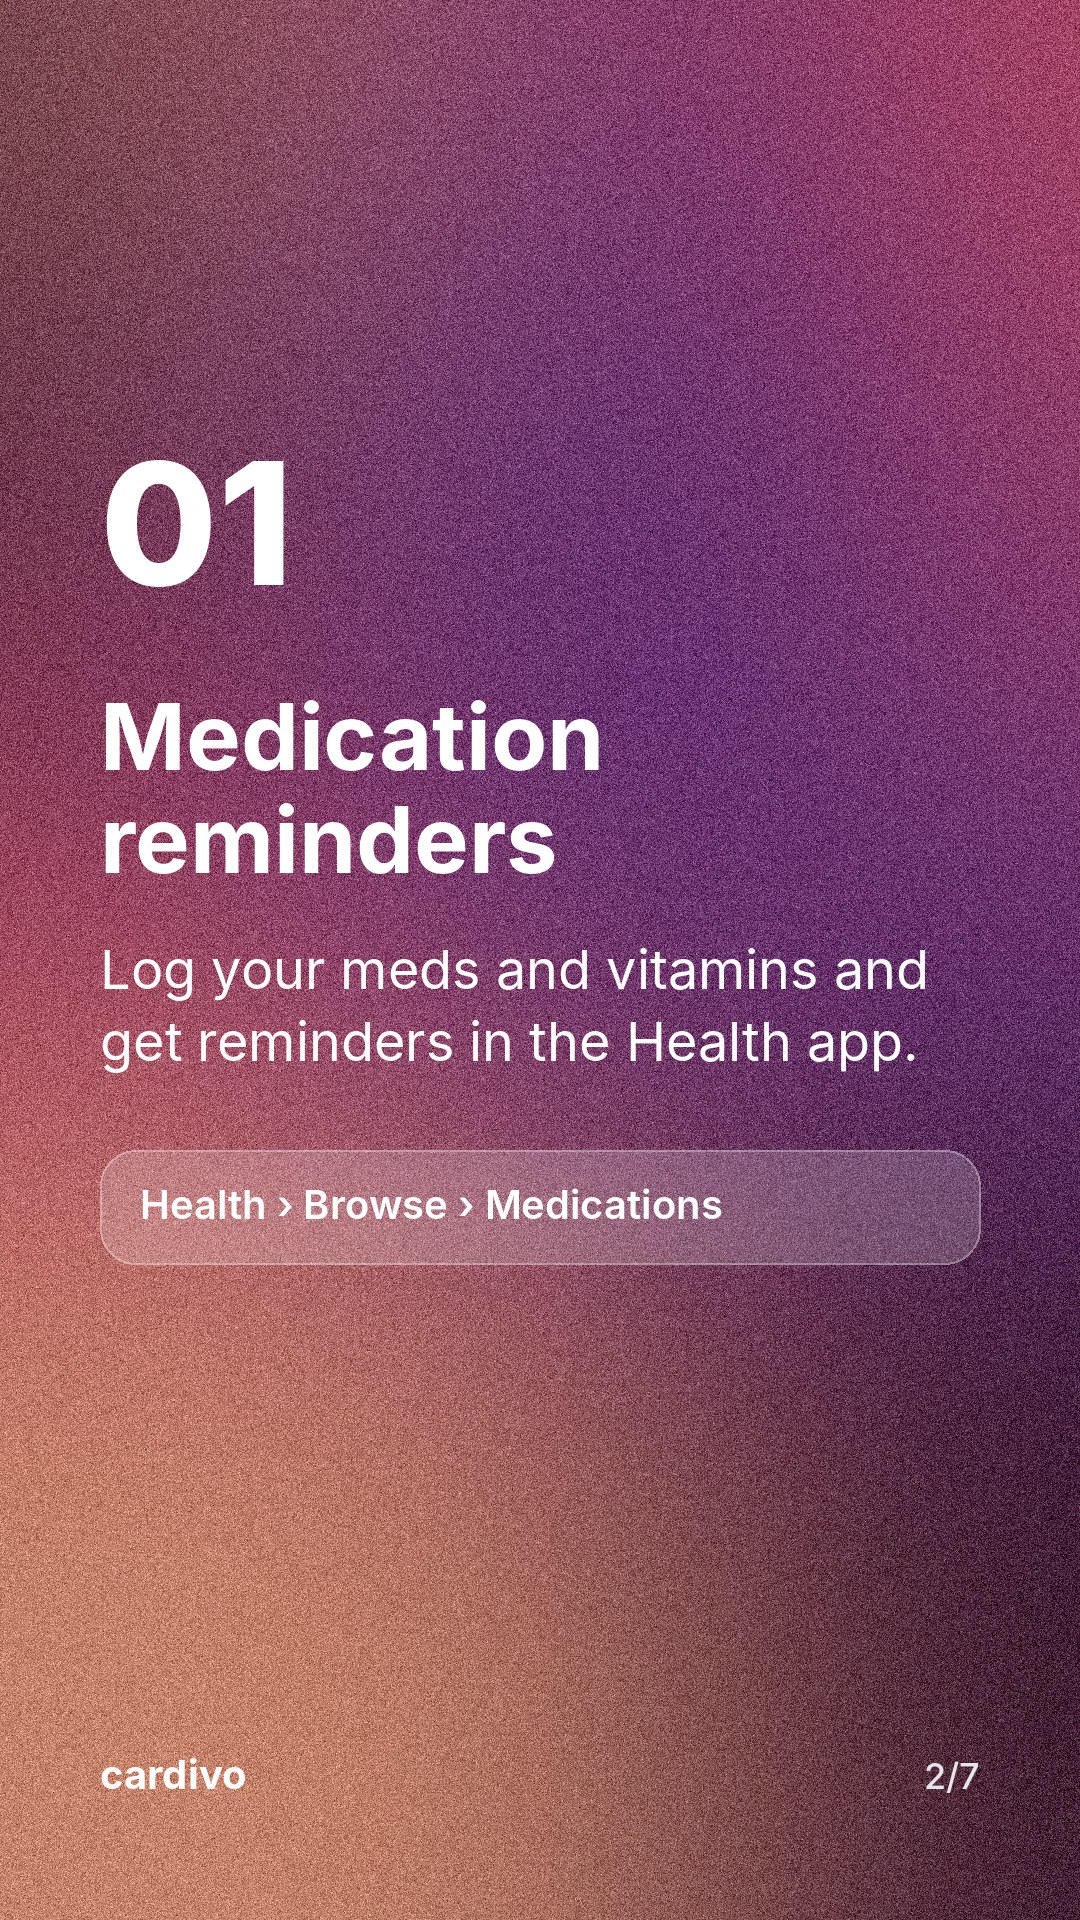 01
Medication
reminders
Log your meds and vitamins and
get reminders in the Health app.
Health › Browse › Medications
cardivo
2/7